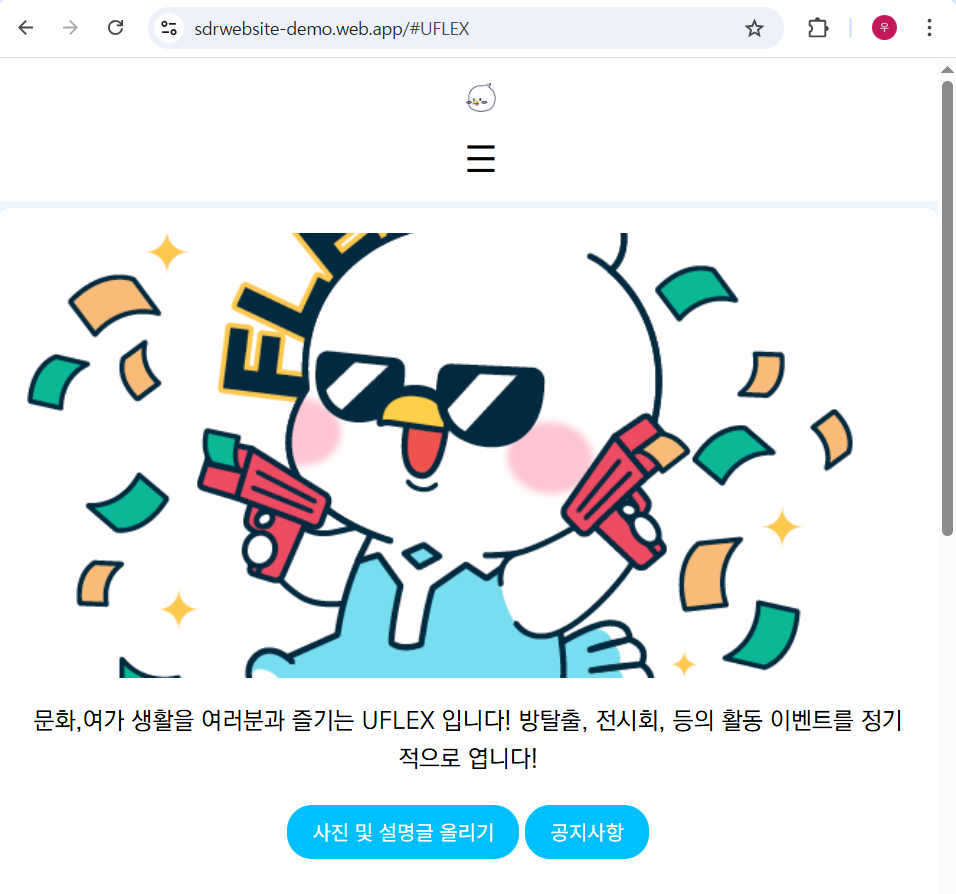 sdrwebsite-demo.web.app/#UFLEX
우
FLE
문화,여가 생활을 여러분과 즐기는 UFLEX 입니다! 방탈출, 전시회, 등의 활동 이벤트를 정기
적으로 엽니다!
사진 및 설명글 올리기
공지사항